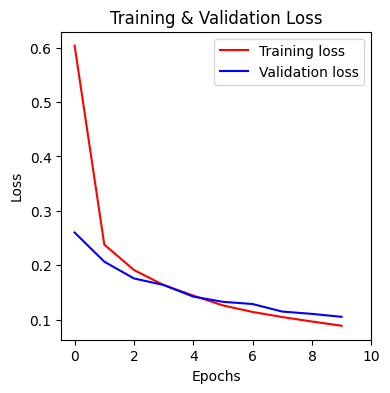 Training & Validation Loss
Training loss
Validation loss
Loss
0.6
0.5
0.4
0.3
0.2
0.1
0 2 4 6 8 10
Epochs